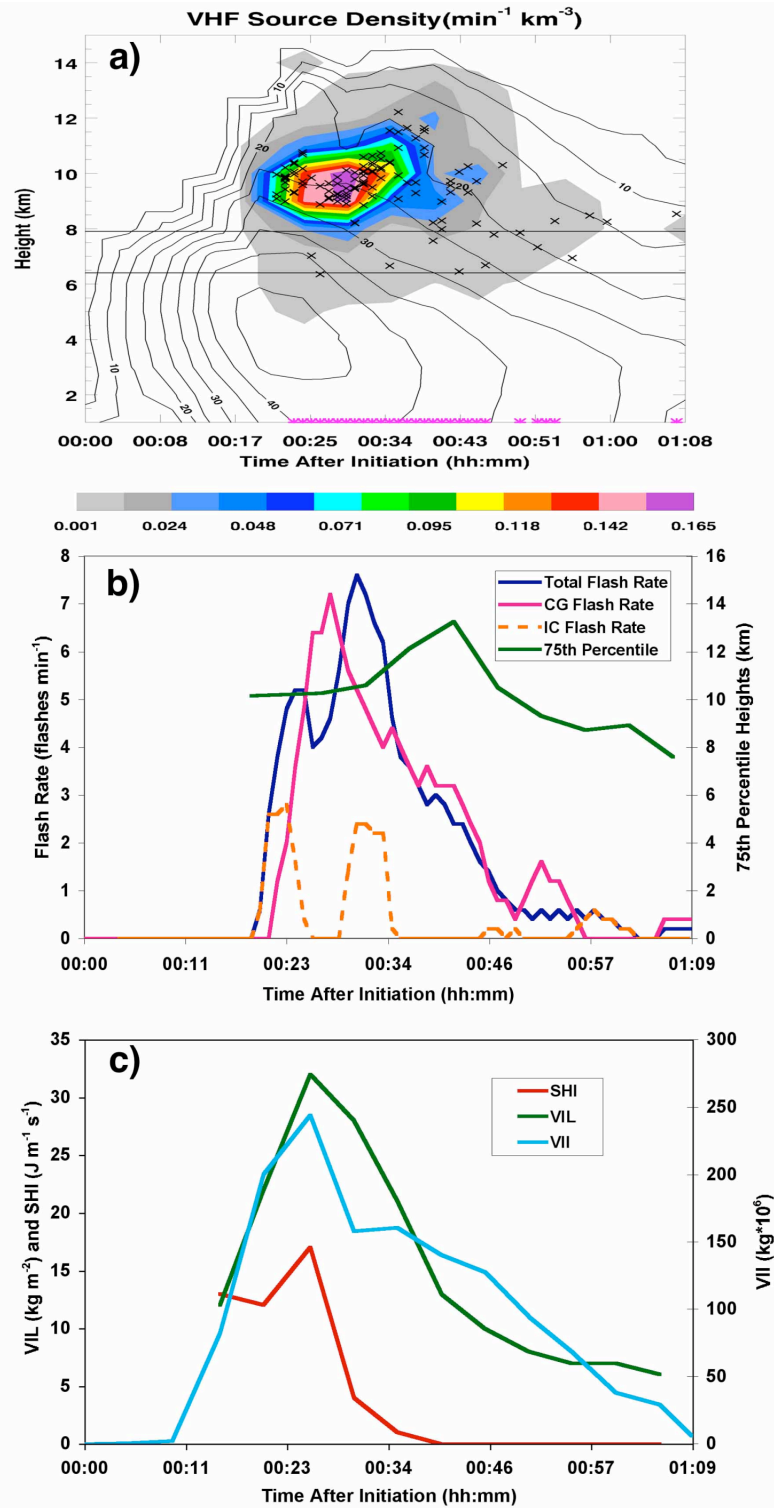 VHF Source Density(min⁻¹ km⁻³)
a)
14
12
10
8
6
4
2
Height (km)
10
20
20
10
30
10
20
30
40
00:00 00:08 00:17 00:25 00:34 00:43 00:51 01:00 01:08
Time After Initiation (hh:mm)
0.001 0.024 0.048 0.071 0.095 0.118 0.142 0.165
b)
8
7
6
5
4
3
2
1
0
Flash Rate (flashes min⁻¹)
Total Flash Rate
CG Flash Rate
IC Flash Rate
75th Percentile
16
14
12
10
8
6
4
2
0
75th Percentile Heights (km)
00:00 00:11 00:23 00:34 00:46 00:57 01:09
Time After Initiation (hh:mm)
c)
35
30
25
20
15
10
5
0
VIL (kg m⁻²) and SHI (J m⁻¹ s⁻¹)
SHI
VIL
VII
300
250
200
150
100
50
0
VII (kg*10⁶)
00:00 00:11 00:23 00:34 00:46 00:57 01:09
Time After Initiation (hh:mm)